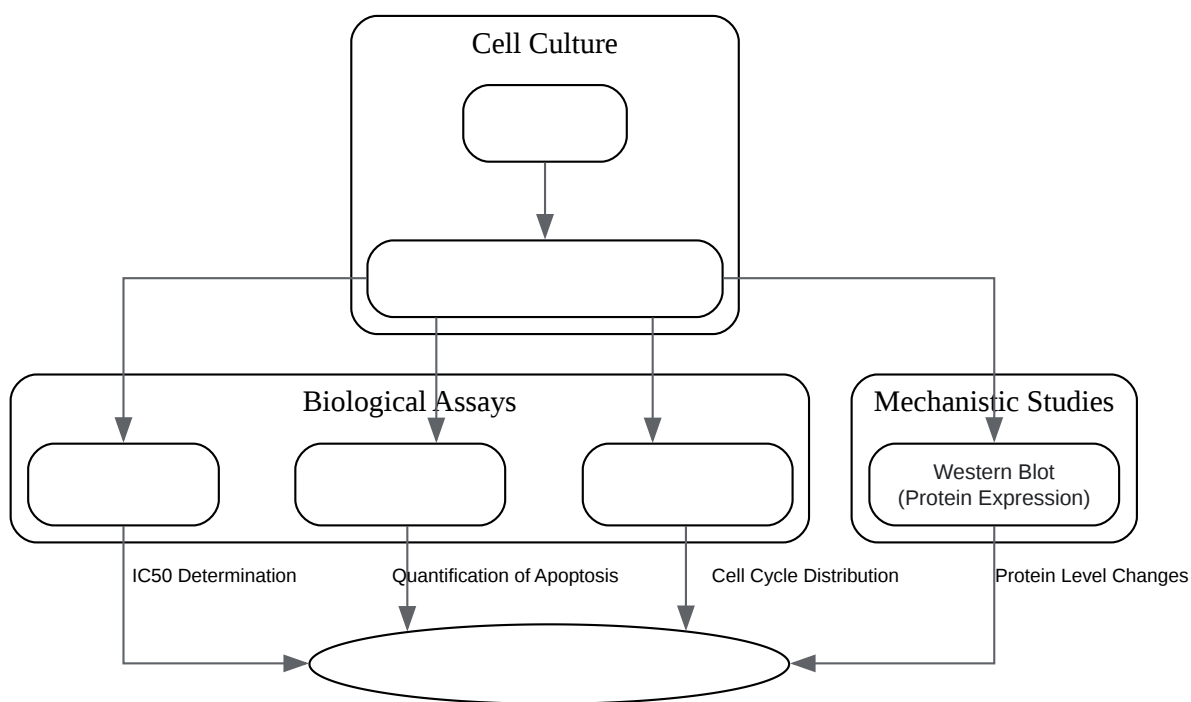 Cell Culture
Biological Assays
Mechanistic Studies
Western Blot
(Protein Expression)
IC50 Determination
Quantification of Apoptosis
Cell Cycle Distribution
Protein Level Changes